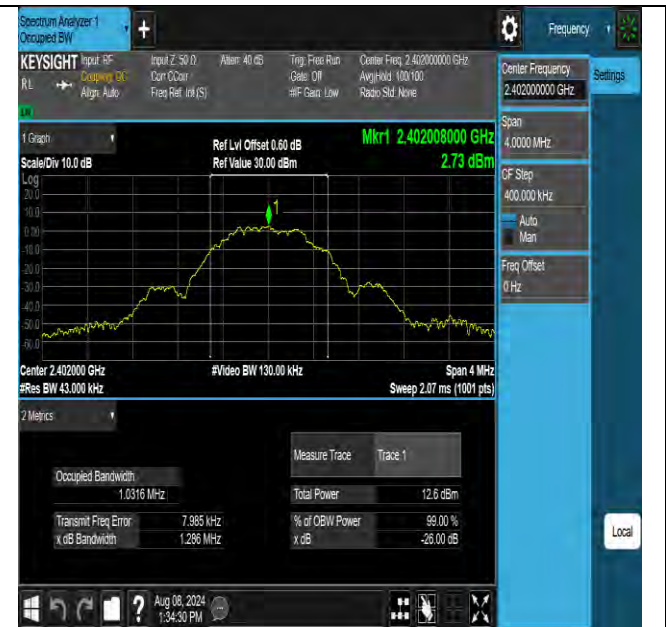 Spectrum Analyzer 1
Occupied BW
+
Frequency
KEYSIGHT Input: RF
RL
Coupling: DC
Align: Auto
Input Z: 50 Ω
Corr CCorr
Freq Ref: Int (S)
Atten: 40 dB
Trig: Free Run
Gate: Off
#IF Gain: Low
Center Freq: 2.402000000 GHz
Avg|Hold: 100/100
Radio Std: None
1 Graph
Scale/Div 10.0 dB
Ref Lvl Offset 0.60 dB
Ref Value 30.00 dBm
Mkr1 2.402008000 GHz
2.73 dBm
Log
20.0
10.0
0.00
-10.0
-20.0
-30.0
-40.0
-50.0
-60.0
1
Center 2.402000 GHz
#Res BW 43.000 kHz
#Video BW 130.00 kHz
Span 4 MHz
Sweep 2.07 ms (1001 pts)
2 Metrics
Measure Trace Trace 1
Occupied Bandwidth
1.0316 MHz
Total Power 12.6 dBm
Transmit Freq Error 7.985 kHz
% of OBW Power 99.00 %
x dB Bandwidth 1.286 MHz
x dB -26.00 dB
Center Frequency
2.402000000 GHz
Settings
Span
4.0000 MHz
CF Step
400.000 kHz
Auto
Man
Freq Offset
0 Hz
Local
?
Aug 08, 2024
1:34:30 PM